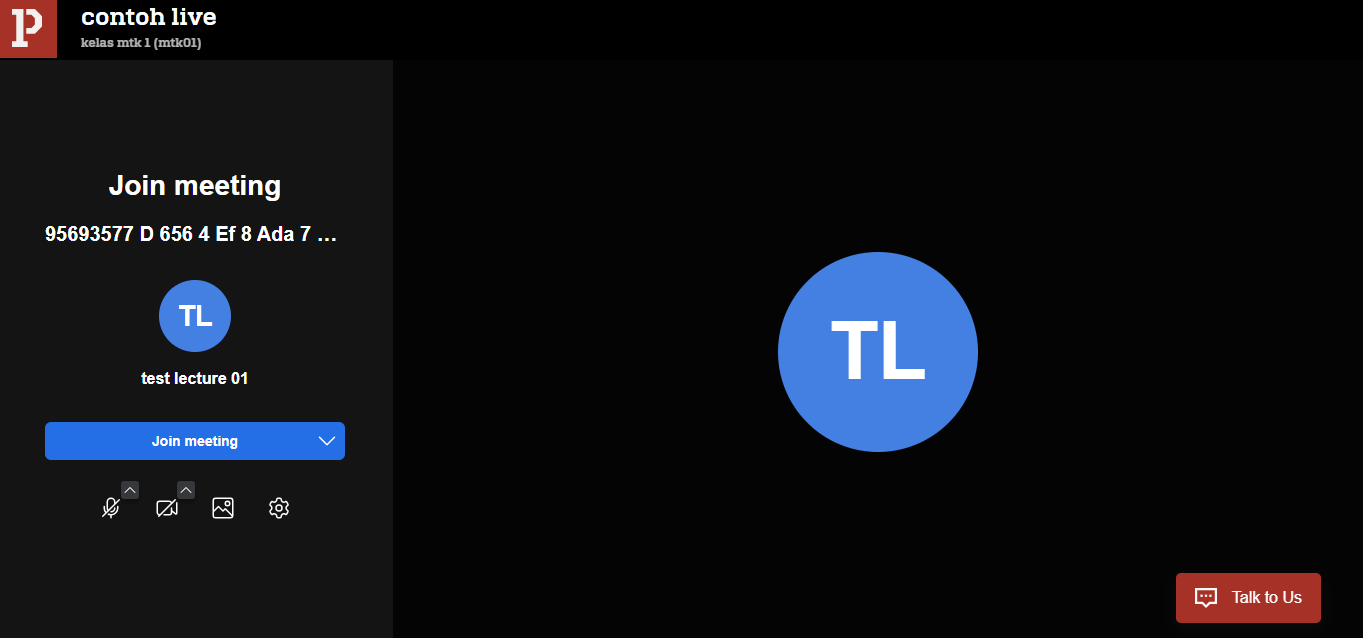 P
contoh live
kelas mtk 1 (mtk01)
Join meeting
95693577 D 656 4 Ef 8 Ada 7 ...
TL
test lecture 01
Join meeting
TL
Talk to Us